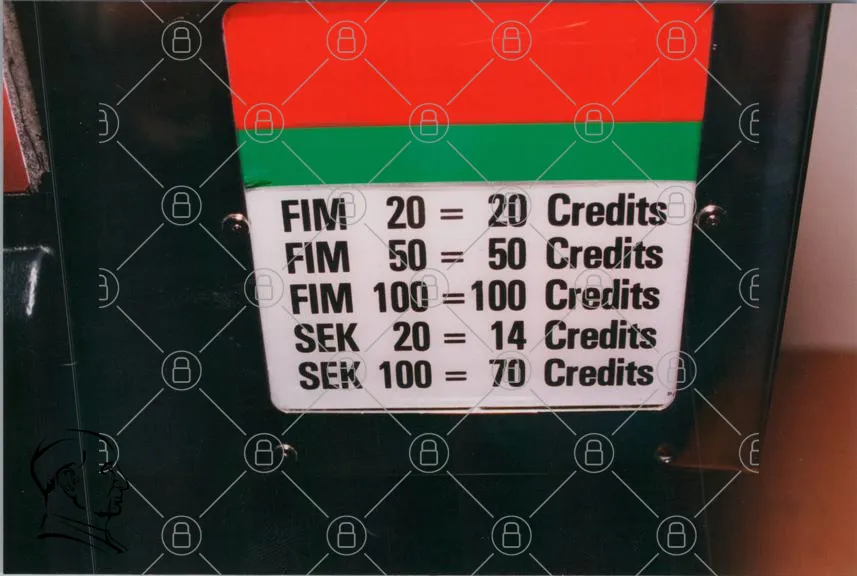 FIM 20 = 20 Credits
FIM 50 = 50 Credits
FIM 100 = 100 Credits
SEK 20 = 14 Credits
SEK 100 = 70 Credits